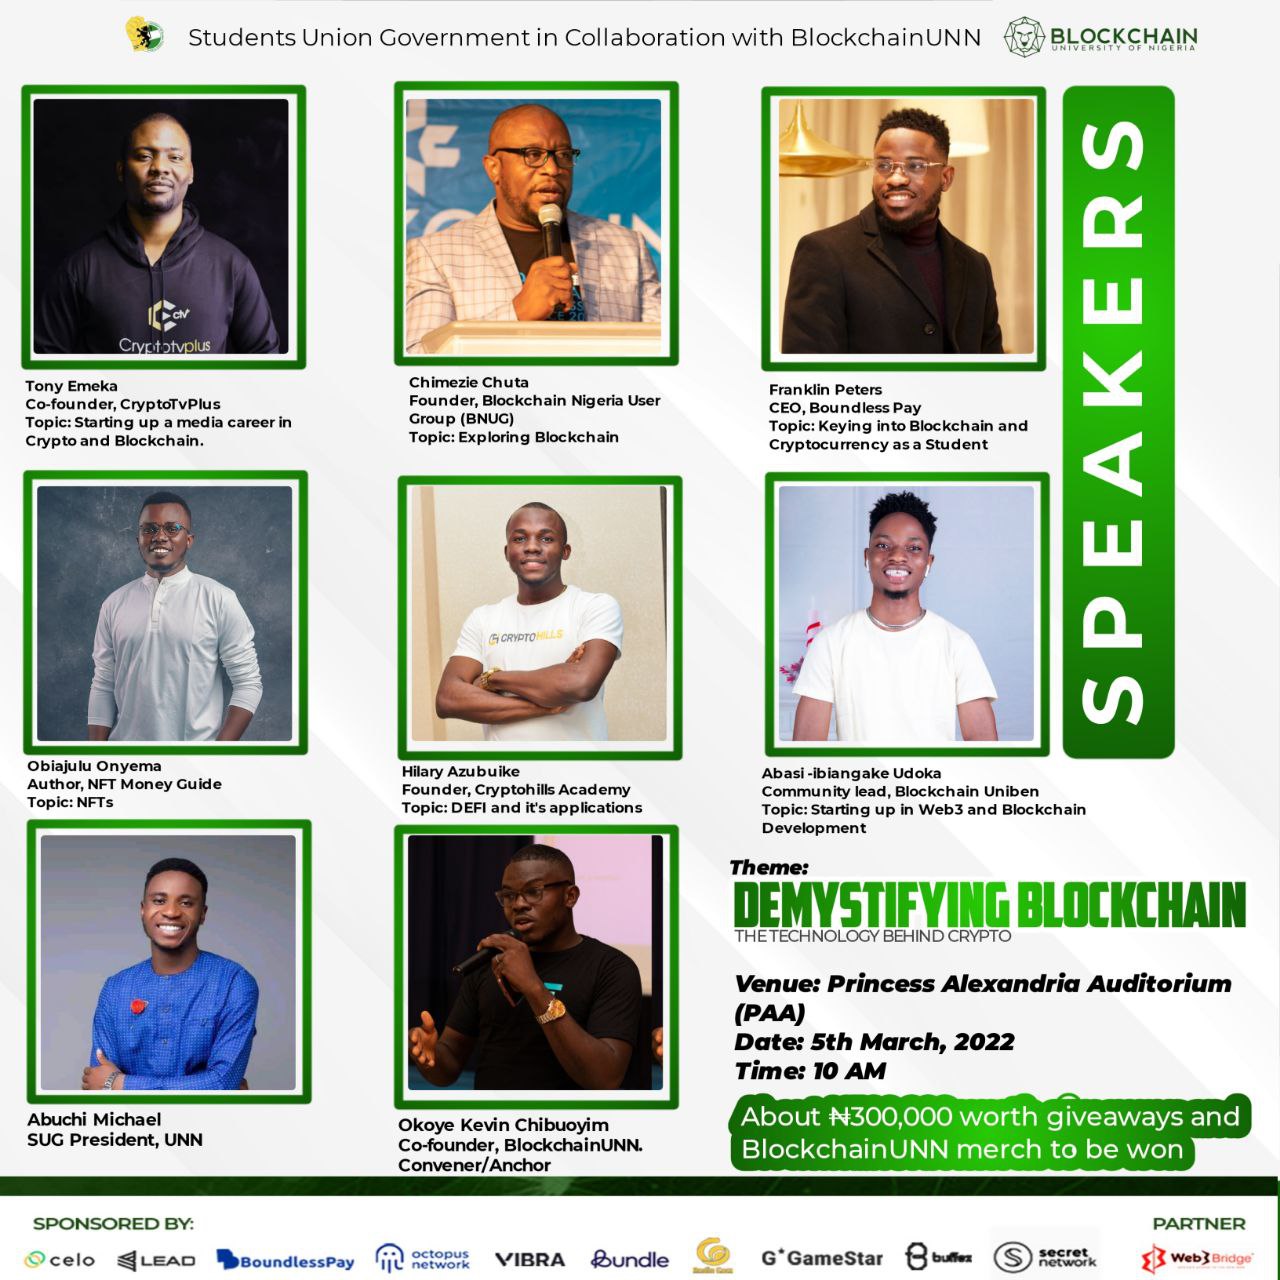 Students Union Government in Collaboration with BlockchainUNN
BLOCKCHAIN
UNIVERSITY OF NIGERIA
SPEAKERS
ctv
Cryptotvplus
Tony Emeka
Co-founder, CryptoTvPlus
Topic: Starting up a media career in
Crypto and Blockchain.
Chimezie Chuta
Founder, Blockchain Nigeria User
Group (BNUG)
Topic: Exploring Blockchain
Franklin Peters
CEO, Boundless Pay
Topic: Keying into Blockchain and
Cryptocurrency as a Student
Obiajulu Onyema
Author, NFT Money Guide
Topic: NFTs
CRYPTOHILLS
Hilary Azubuike
Founder, Cryptohills Academy
Topic: DEFI and it's applications
Abasi -ibiangake Udoka
Community lead, Blockchain Uniben
Topic: Starting up in Web3 and Blockchain
Development
Abuchi Michael
SUG President, UNN
Okoye Kevin Chibuoyim
Co-founder, BlockchainUNN.
Convener/Anchor
Theme:
DEMYSTIFYING BLOCKCHAIN
THE TECHNOLOGY BEHIND CRYPTO
Venue: Princess Alexandria Auditorium
(PAA)
Date: 5th March, 2022
Time: 10 AM
About ₦300,000 worth giveaways and
BlockchainUNN merch to be won
SPONSORED BY:
PARTNER
celo
LEAD
BoundlessPay
octopus
network
VIBRA
Bundle
GameStar
buffez
secret
network
Web3Bridge